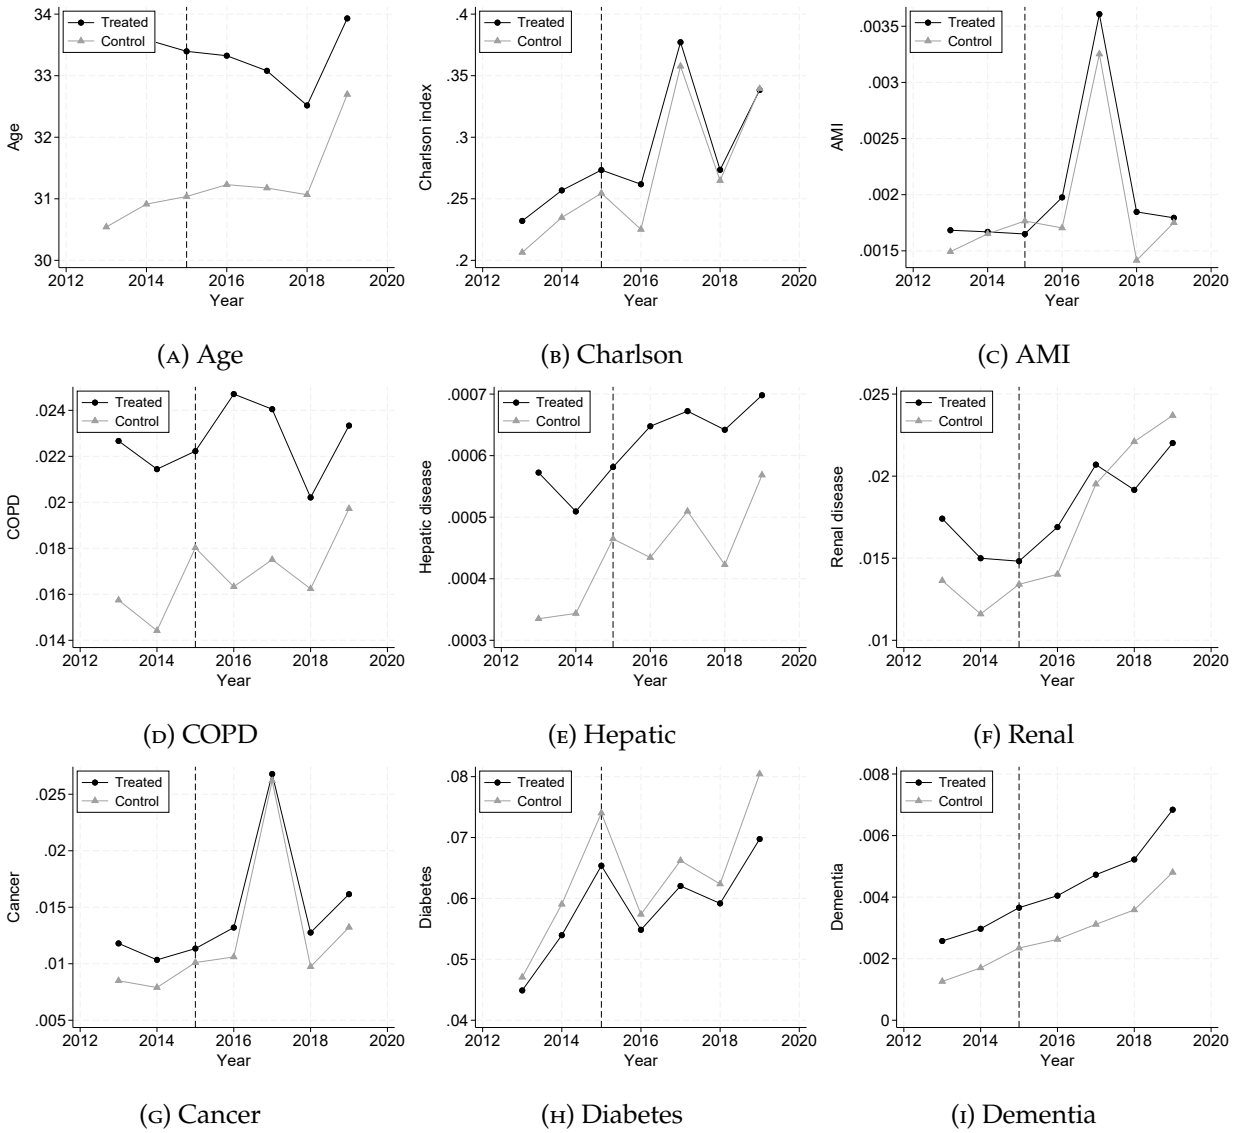 Treated
Control
34
33
32
31
30
Age
2012 2014 2016 2018 2020
Year
(A) Age
Treated
Control
.4
.35
.3
.25
.2
Charlson index
2012 2014 2016 2018 2020
Year
(B) Charlson
Treated
Control
.0035
.003
.0025
.002
.0015
AMI
2012 2014 2016 2018 2020
Year
(C) AMI
Treated
Control
.024
.022
.02
.018
.016
.014
COPD
2012 2014 2016 2018 2020
Year
(D) COPD
Treated
Control
.0007
.0006
.0005
.0004
.0003
Hepatic disease
2012 2014 2016 2018 2020
Year
(E) Hepatic
Treated
Control
.025
.02
.015
.01
Renal disease
2012 2014 2016 2018 2020
Year
(F) Renal
Treated
Control
.025
.02
.015
.01
.005
Cancer
2012 2014 2016 2018 2020
Year
(G) Cancer
Treated
Control
.08
.07
.06
.05
.04
Diabetes
2012 2014 2016 2018 2020
Year
(H) Diabetes
Treated
Control
.008
.006
.004
.002
0
Dementia
2012 2014 2016 2018 2020
Year
(I) Dementia